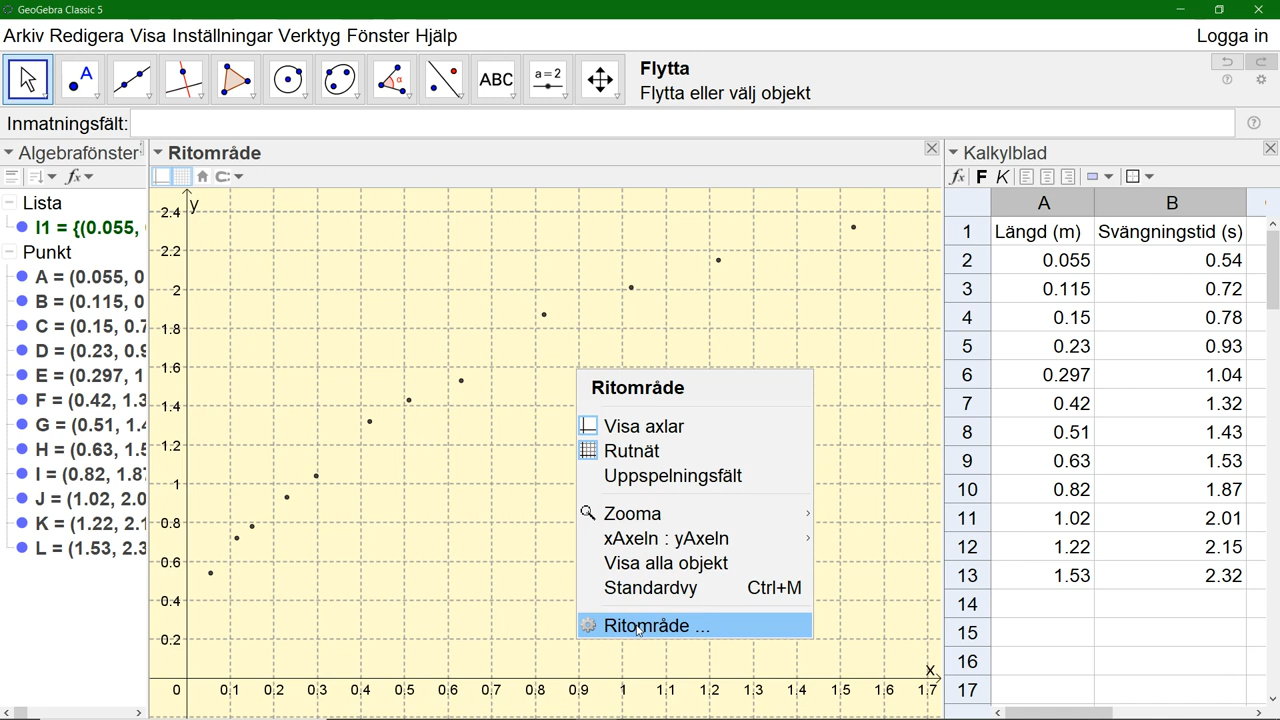 GeoGebra Classic 5
Arkiv Redigera Visa Inställningar Verktyg Fönster Hjälp
Logga in
A
ABC
a=2
Flytta
Flytta eller välj objekt
Inmatningsfält:
Algebrafönster
Lista
l1 = {(0.055,
Punkt
A = (0.055, 0
B = (0.115, 0
C = (0.15, 0.7
D = (0.23, 0.9
E = (0.297, 1
F = (0.42, 1.3
G = (0.51, 1.4
H = (0.63, 1.5
I = (0.82, 1.8
J = (1.02, 2.0
K = (1.22, 2.1
L = (1.53, 2.3
Ritområde
y
2.4
2.2
2
1.8
1.6
1.4
1.2
1
0.8
0.6
0.4
0.2
0 0.1 0.2 0.3 0.4 0.5 0.6 0.7 0.8 0.9 1 1.1 1.2 1.3 1.4 1.5 1.6 1.7
x
Ritområde
Visa axlar
Rutnät
Uppspelningsfält
Zooma
xAxeln : yAxeln
Visa alla objekt
Standardvy Ctrl+M
Ritområde ...
Kalkylblad
fx F K
A B
1 Längd (m) Svängningstid (s)
2 0.055 0.54
3 0.115 0.72
4 0.15 0.78
5 0.23 0.93
6 0.297 1.04
7 0.42 1.32
8 0.51 1.43
9 0.63 1.53
10 0.82 1.87
11 1.02 2.01
12 1.22 2.15
13 1.53 2.32
14
15
16
17